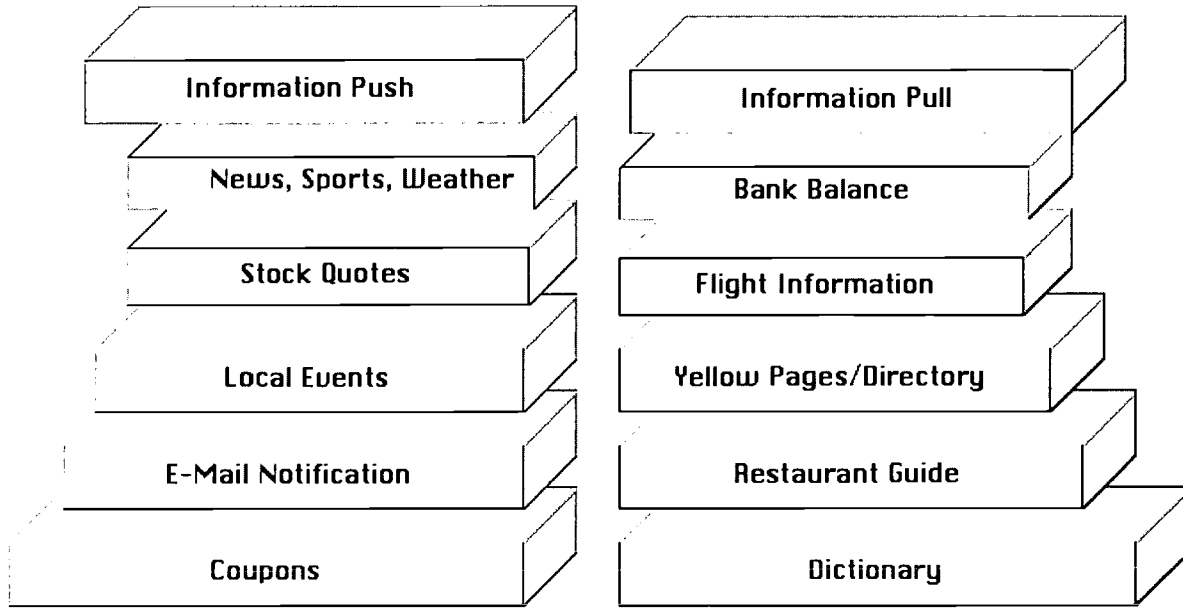 Information Push
News, Sports, Weather
Stock Quotes
Local Events
E-Mail Notification
Coupons
Information Pull
Bank Balance
Flight Information
Yellow Pages/Directory
Restaurant Guide
Dictionary